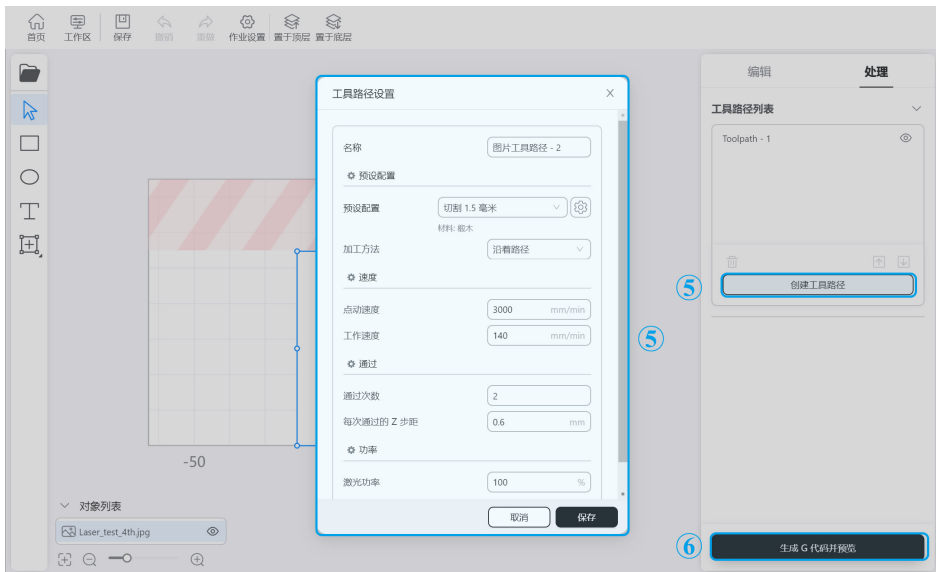 首页 工作区 保存 撤销 重做 作业设置 置于顶层 置于底层
编辑 处理
工具路径列表
Toolpath - 1
⑤
创建工具路径
工具路径设置
名称 图片工具路径 - 2
预设配置
预设配置 切割 1.5 毫米
材料: 椴木
加工方法 沿着路径
速度
点动速度 3000 mm/min
工作速度 140 mm/min
⑤
通过
通过次数 2
每次通过的 Z 步距 0.6 mm
功率
激光功率 100 %
取消 保存
-50
对象列表
Laser_test_4th.jpg
⑥
生成 G 代码并预览